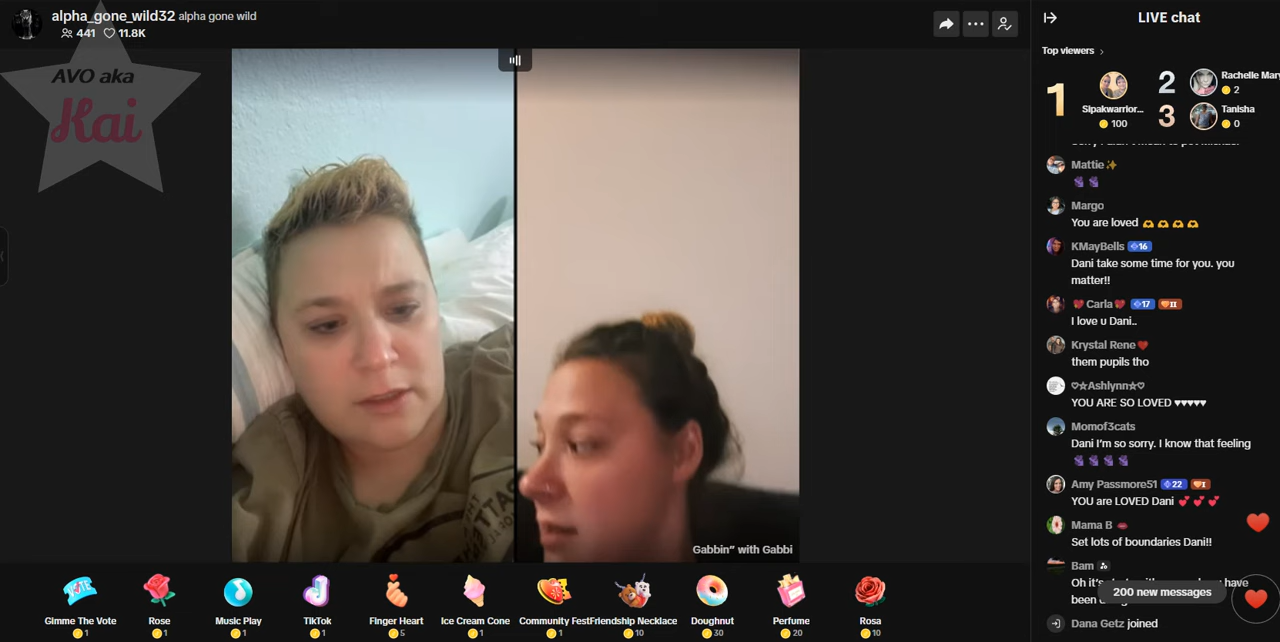 alpha_gone_wild32 alpha gone wild
441 11.8K
AVO aka
Kai
Gabbin" with Gabbi
Gimme The Vote
1
Rose
1
Music Play
1
TikTok
1
Finger Heart
5
Ice Cream Cone
1
Community Fest
1
Friendship Necklace
10
Doughnut
30
Perfume
20
Rosa
10
LIVE chat
Top viewers
1
Sipakwarrior...
100
2
Rachelle Mar
2
3
Tanisha
0
Mattie
Margo
You are loved
KMayBells 16
Dani take some time for you. you
matter!!
Carla 17 II
I love u Dani..
Krystal Rene
them pupils tho
♡☆Ashlynn☆♡
YOU ARE SO LOVED ♥♥♥♥♥
Momof3cats
Dani I'm so sorry. I know that feeling
Amy Passmore51 22 I
YOU are LOVED Dani
Mama B
Set lots of boundaries Dani!!
Bam
Oh it's have
been
200 new messages
Dana Getz joined